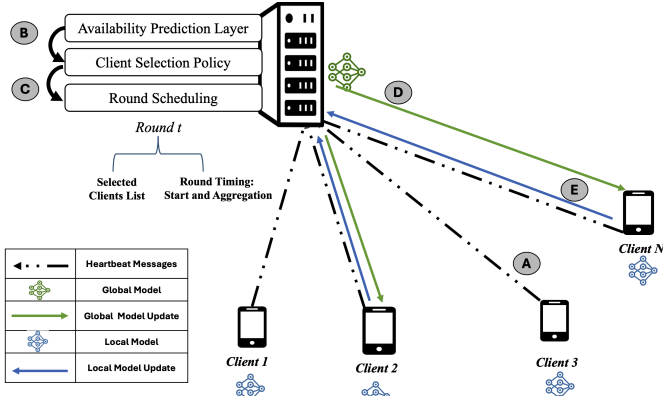 B
Availability Prediction Layer
Client Selection Policy
C
Round Scheduling
D
Round t
Selected
Clients List
Round Timing:
Start and Aggregation
E
Client N
A
Heartbeat Messages
Global Model
Global Model Update
Local Model
Local Model Update
Client 1
Client 2
Client 3